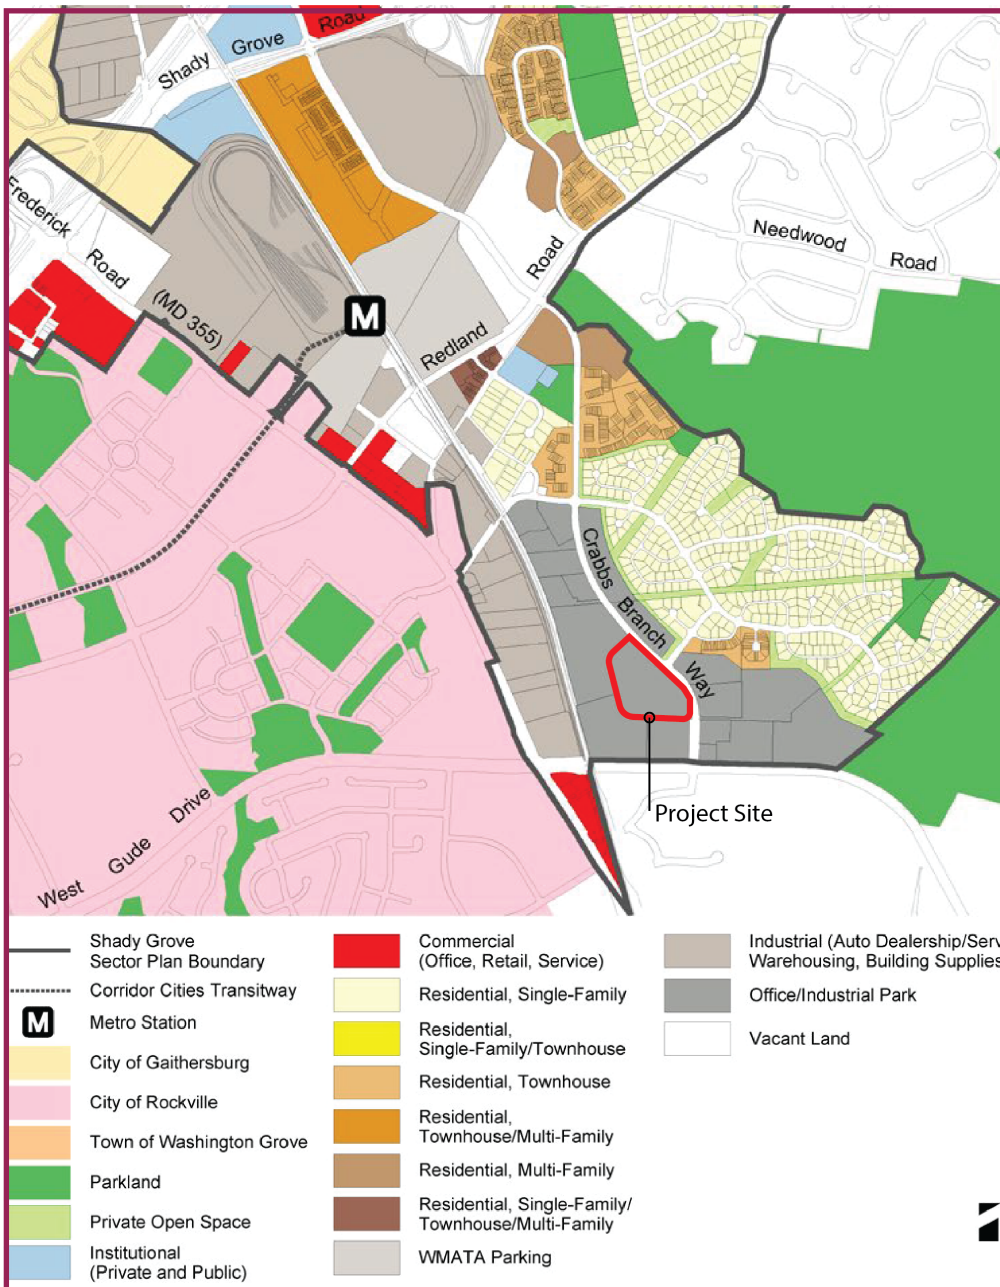 Shady
Grove
Road
Frederick
Road
(MD 355)
M
Redland
Road
Needwood
Road
Crabbs
Branch
Way
Project Site
West
Gude
Drive
Shady Grove
Sector Plan Boundary
Corridor Cities Transitway
M
Metro Station
City of Gaithersburg
City of Rockville
Town of Washington Grove
Parkland
Private Open Space
Institutional
(Private and Public)
Commercial
(Office, Retail, Service)
Residential, Single-Family
Residential,
Single-Family/Townhouse
Residential, Townhouse
Residential,
Townhouse/Multi-Family
Residential, Multi-Family
Residential, Single-Family/
Townhouse/Multi-Family
WMATA Parking
Industrial (Auto Dealership/Serv
Warehousing, Building Supplies
Office/Industrial Park
Vacant Land